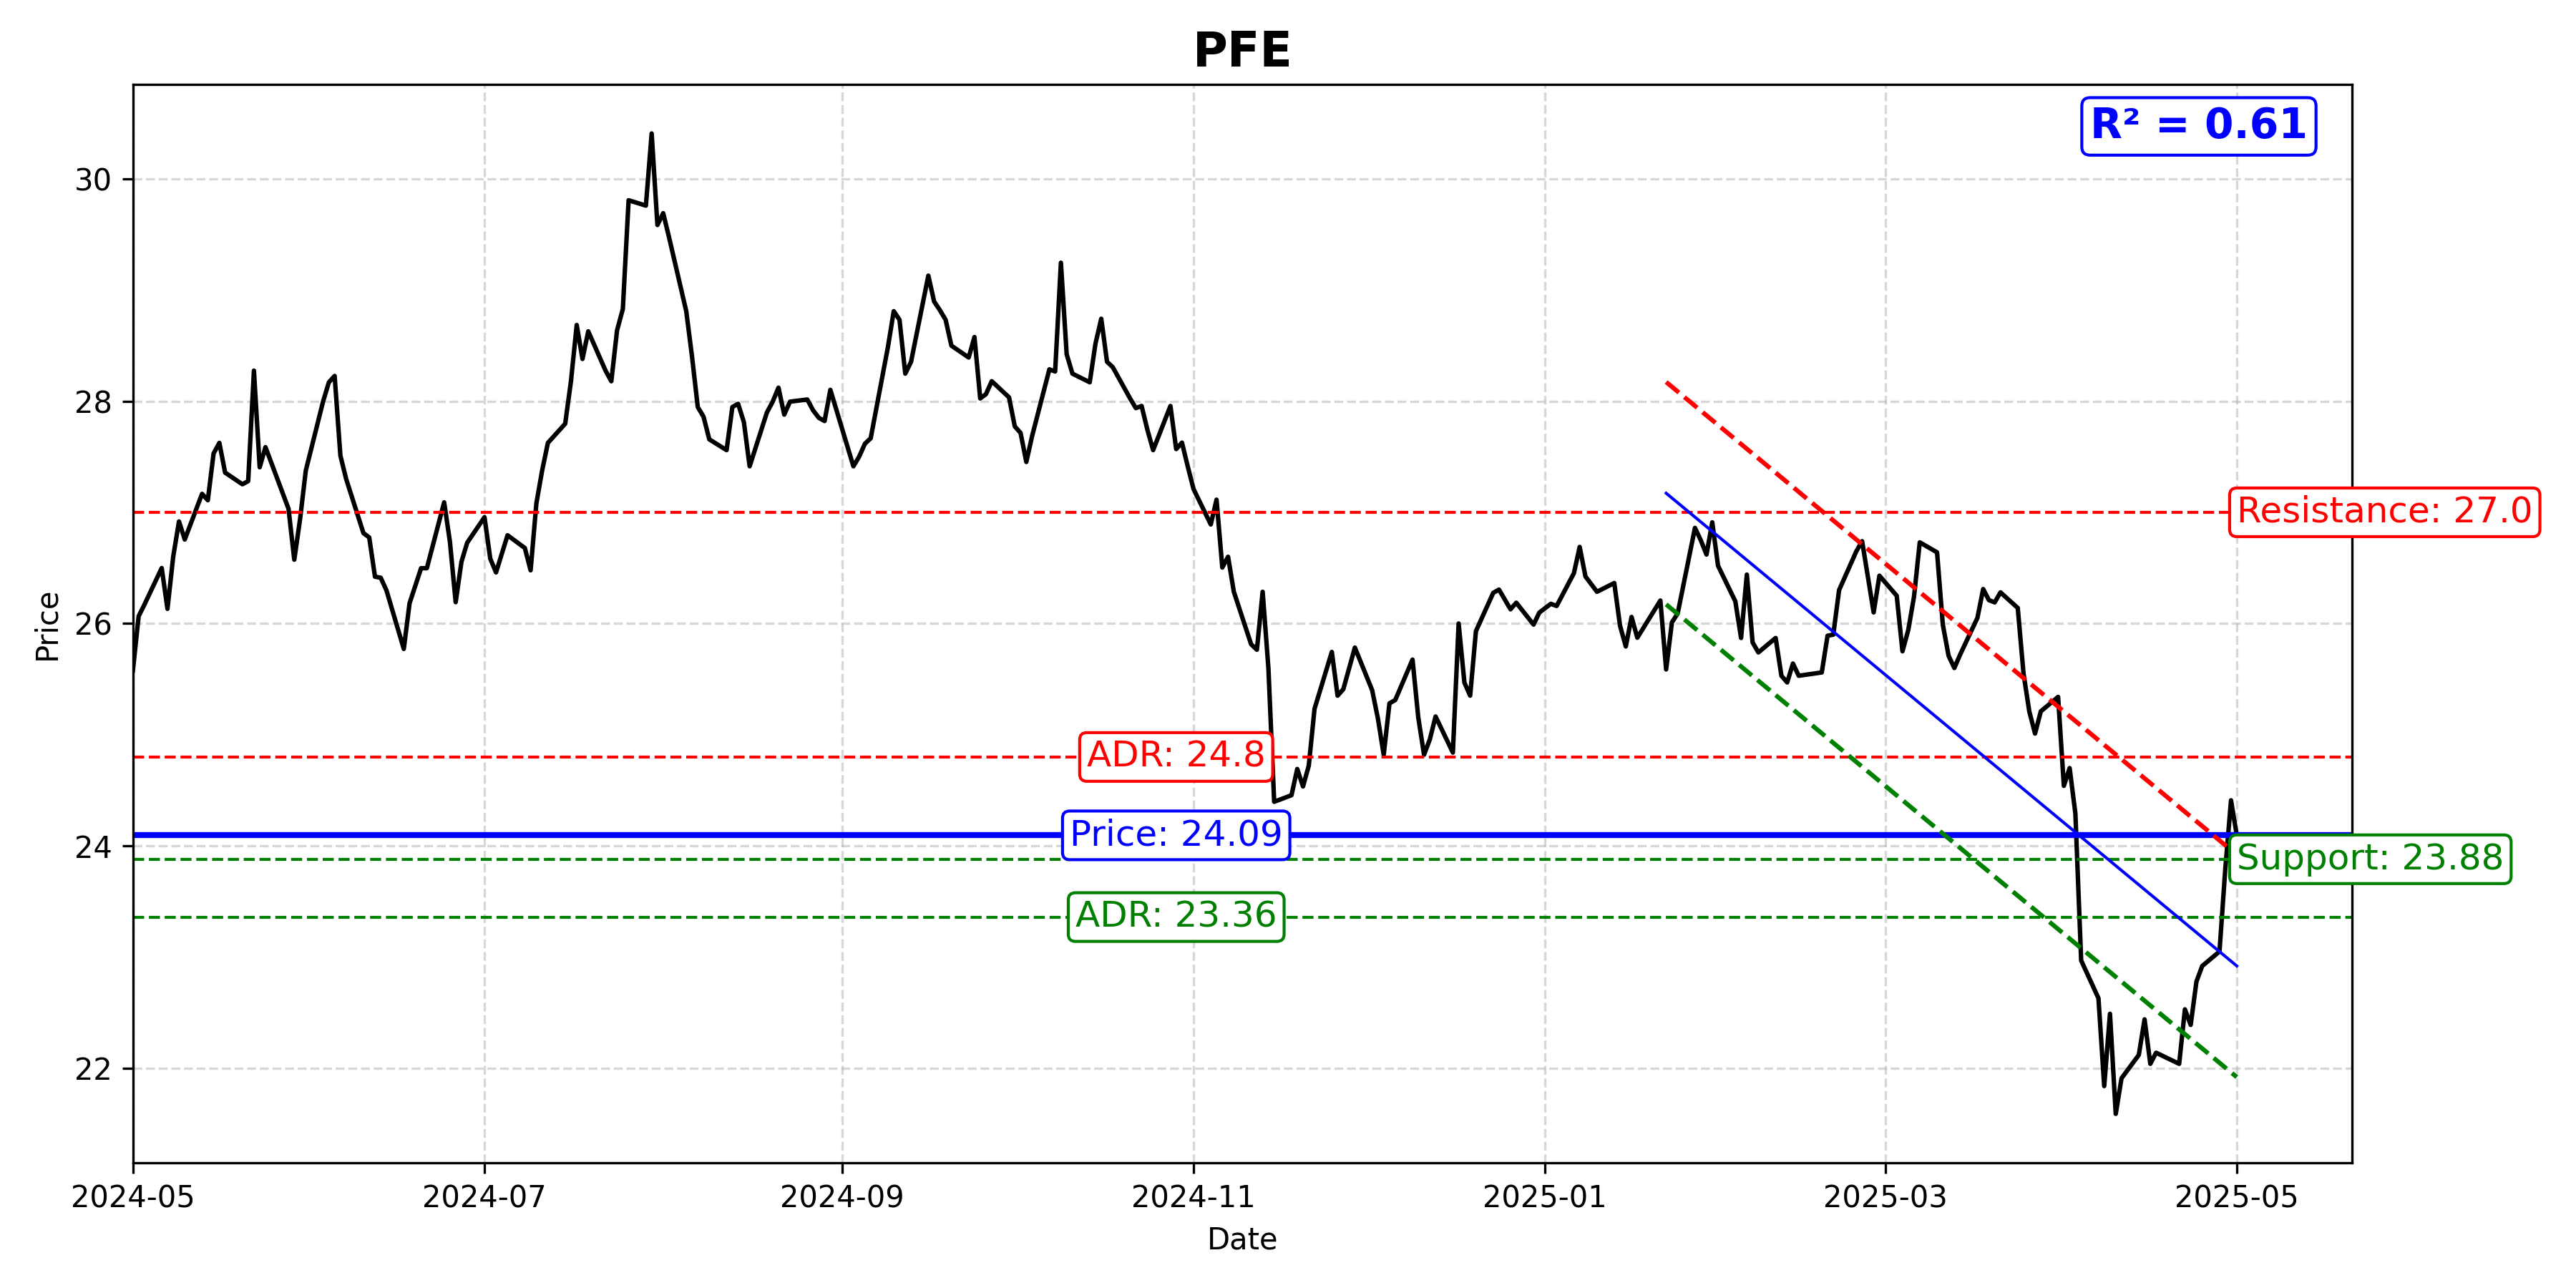 PFE
R² = 0.61
30
28
Resistance: 27.0
Price
26
ADR: 24.8
Price: 24.09
24
Support: 23.88
ADR: 23.36
22
2024-05
2024-07
2024-09
2024-11
2025-01
2025-03
2025-05
Date